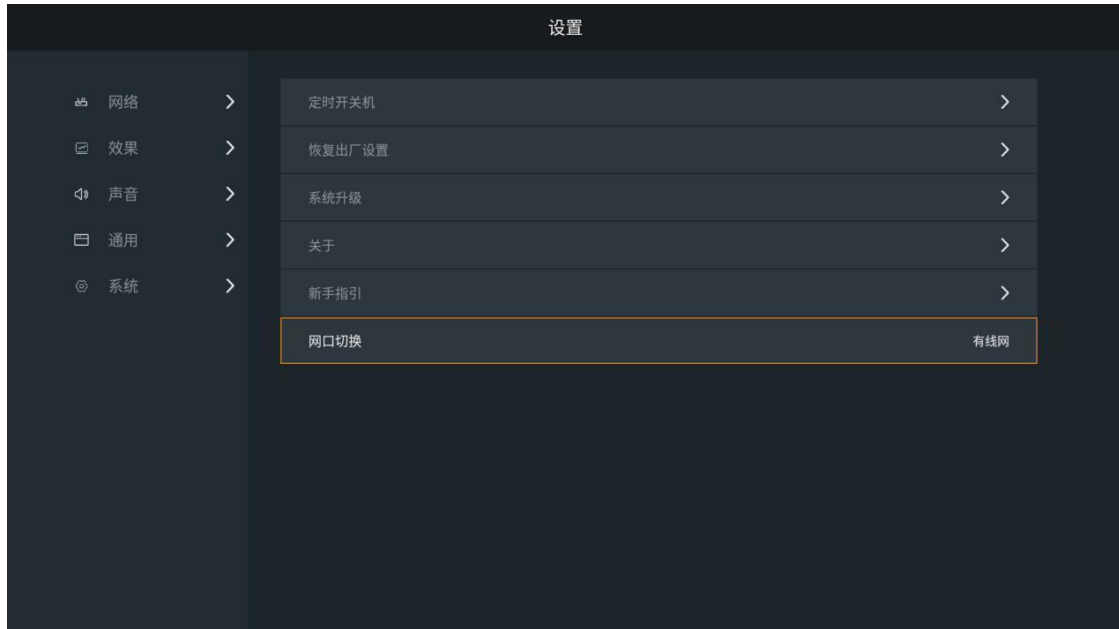 设置
网络
效果
声音
通用
系统
定时开关机
恢复出厂设置
系统升级
关于
新手指引
网口切换 有线网